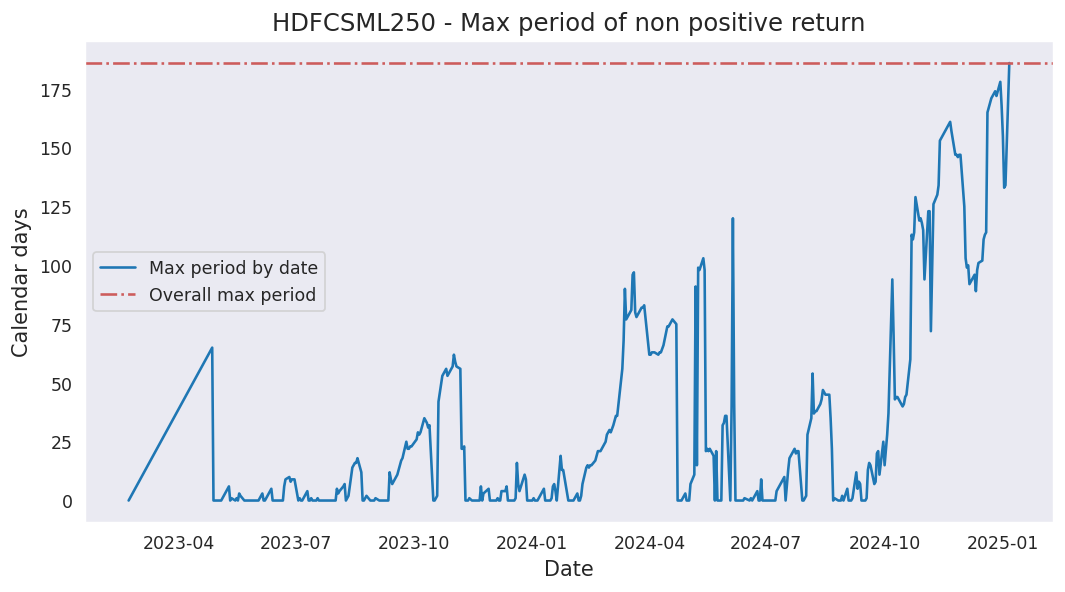 HDFCSML250 - Max period of non positive return
Calendar days
175
150
125
100
75
50
25
0
Max period by date
Overall max period
2023-04 2023-07 2023-10 2024-01 2024-04 2024-07 2024-10 2025-01
Date